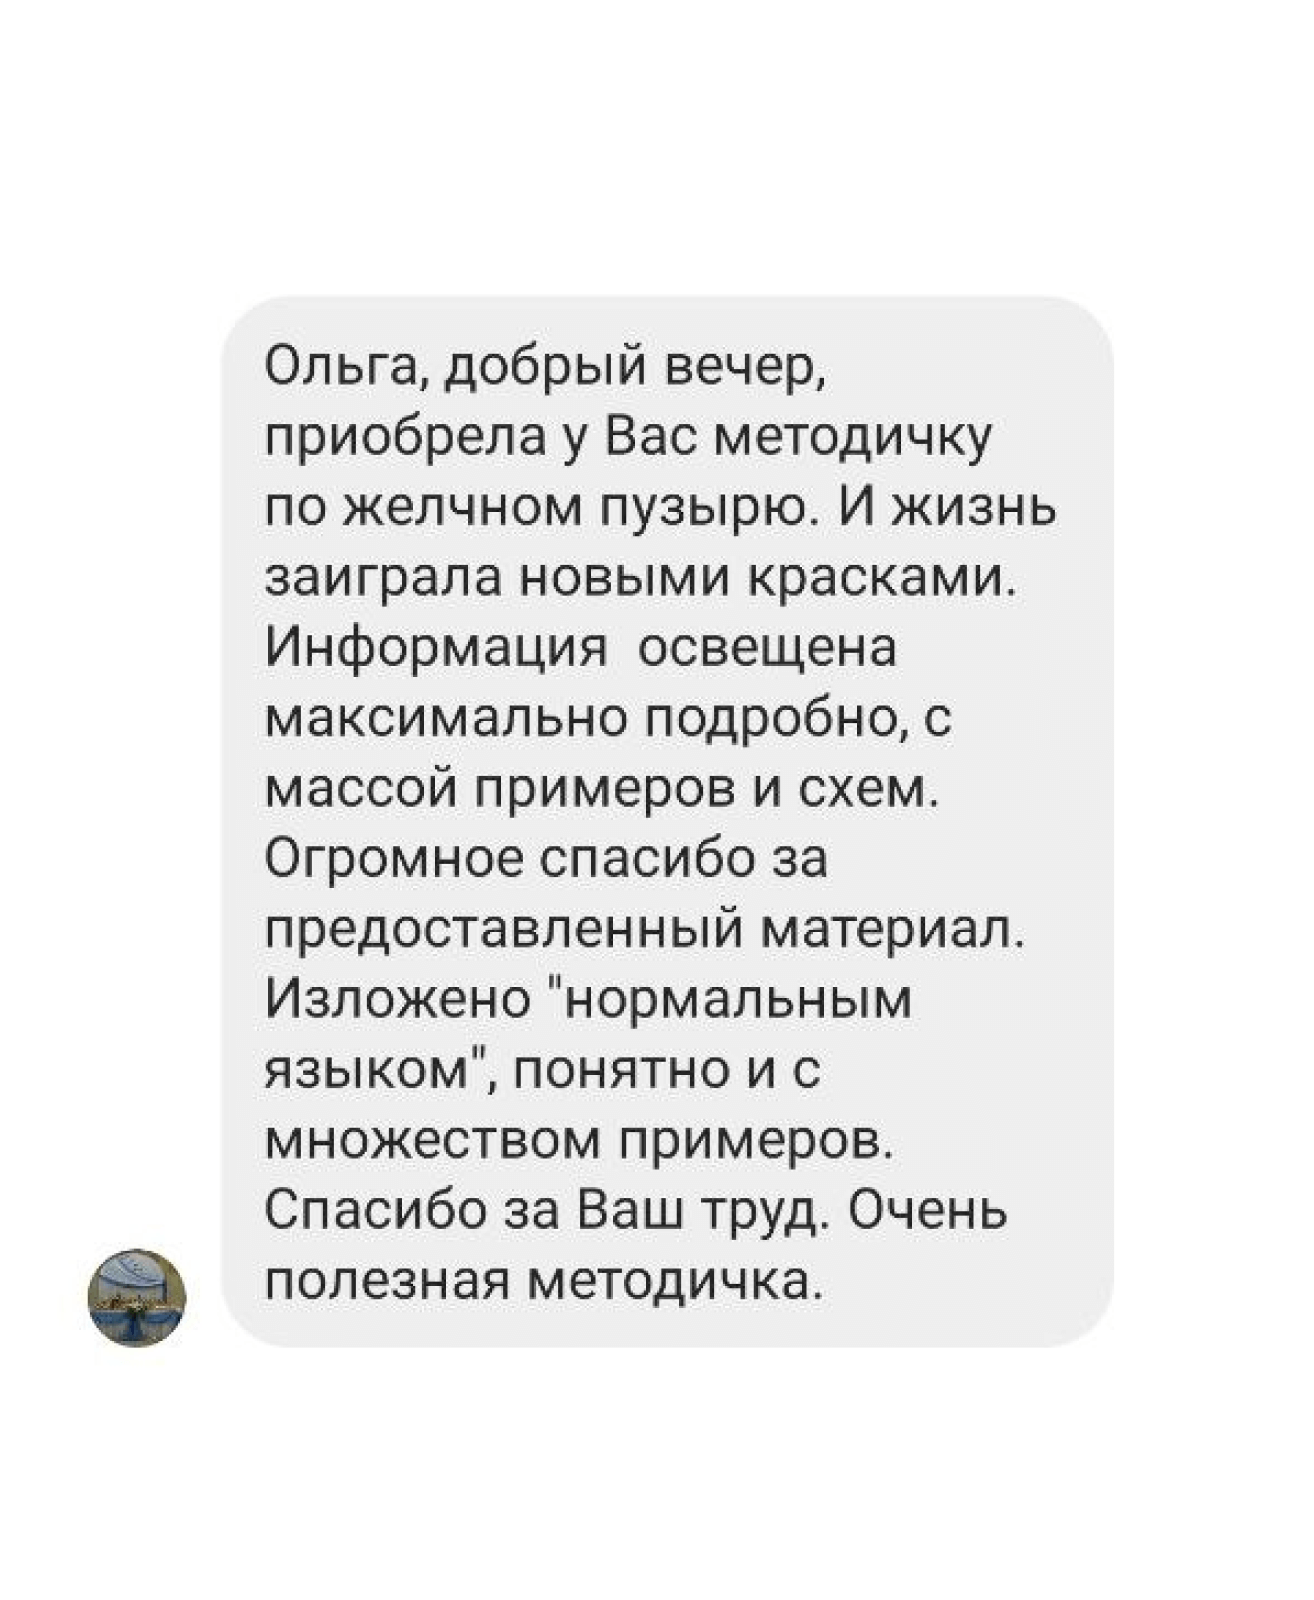 Ольга, добрый вечер,
приобрела у Вас методичку
по желчном пузырю. И жизнь
заиграла новыми красками.
Информация  освещена
максимально подробно, с
массой примеров и схем.
Огромное спасибо за
предоставленный материал.
Изложено "нормальным
языком", понятно и с
множеством примеров.
Спасибо за Ваш труд. Очень
полезная методичка.